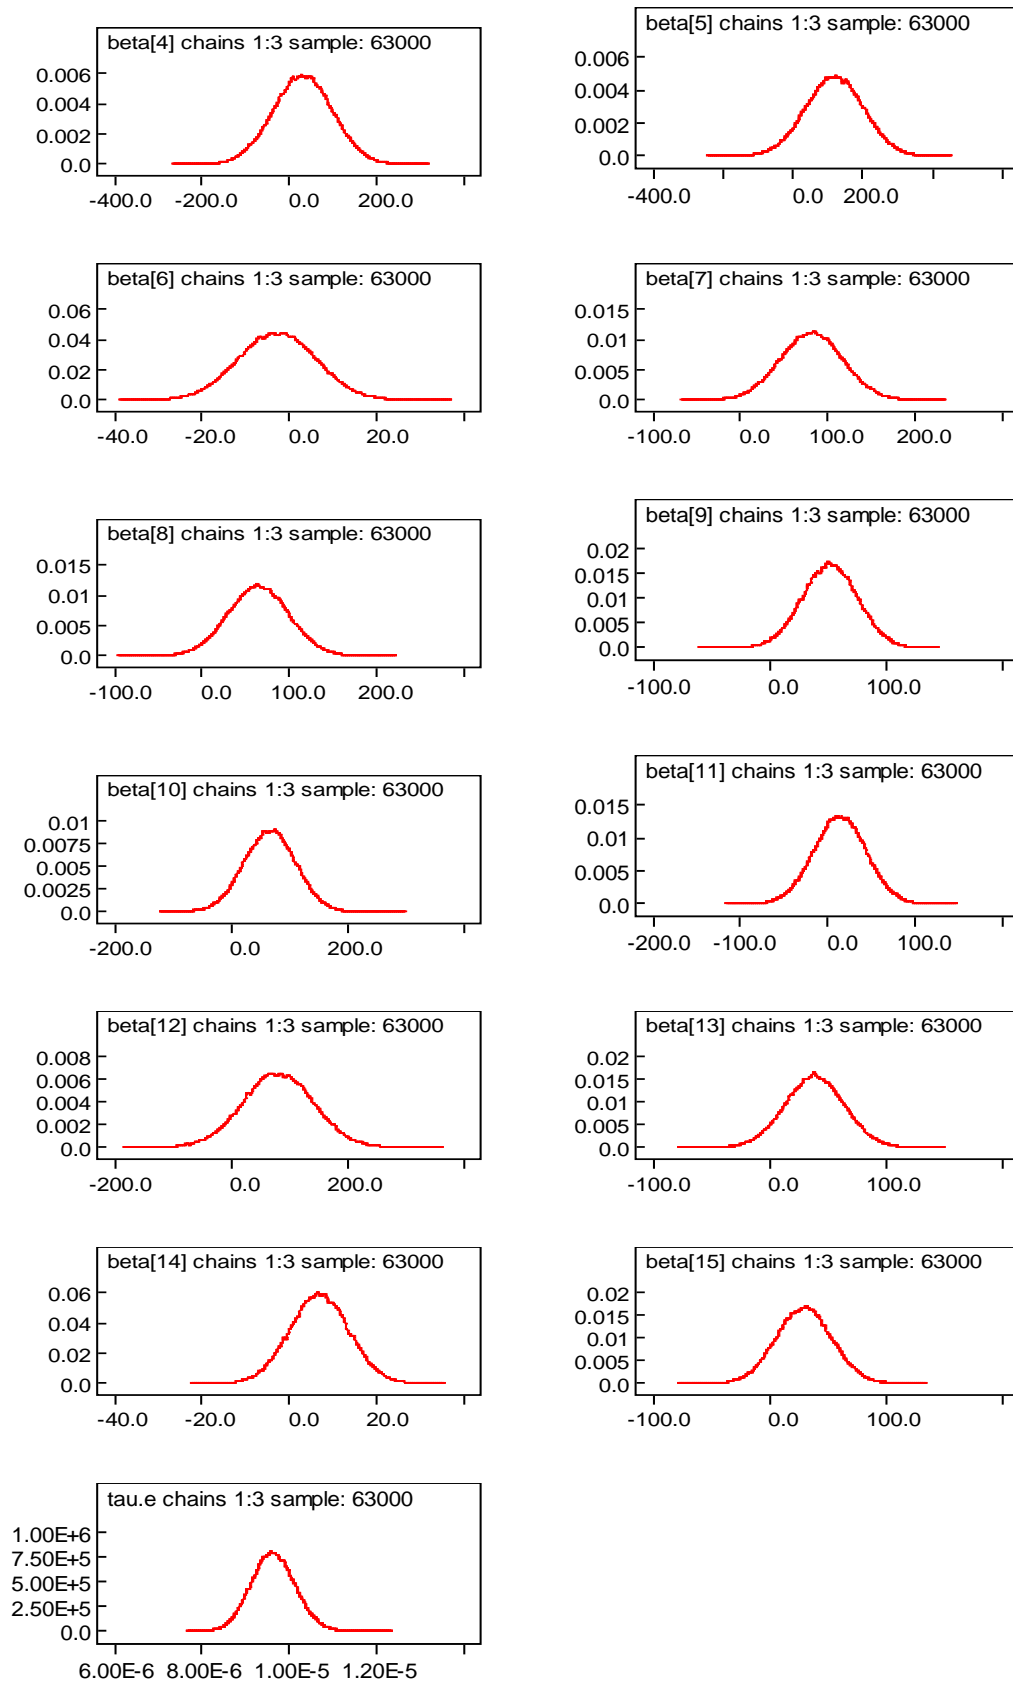 beta[4] chains 1:3 sample: 63000
0.006
0.004
0.002
0.0
-400.0 -200.0 0.0 200.0
beta[5] chains 1:3 sample: 63000
0.006
0.004
0.002
0.0
-400.0 0.0 200.0
beta[6] chains 1:3 sample: 63000
0.06
0.04
0.02
0.0
-40.0 -20.0 0.0 20.0
beta[7] chains 1:3 sample: 63000
0.015
0.01
0.005
0.0
-100.0 0.0 100.0 200.0
beta[8] chains 1:3 sample: 63000
0.015
0.01
0.005
0.0
-100.0 0.0 100.0 200.0
beta[9] chains 1:3 sample: 63000
0.02
0.015
0.01
0.005
0.0
-100.0 0.0 100.0
beta[10] chains 1:3 sample: 63000
0.01
0.0075
0.005
0.0025
0.0
-200.0 0.0 200.0
beta[11] chains 1:3 sample: 63000
0.015
0.01
0.005
0.0
-200.0 -100.0 0.0 100.0
beta[12] chains 1:3 sample: 63000
0.008
0.006
0.004
0.002
0.0
-200.0 0.0 200.0
beta[13] chains 1:3 sample: 63000
0.02
0.015
0.01
0.005
0.0
-100.0 0.0 100.0
beta[14] chains 1:3 sample: 63000
0.06
0.04
0.02
0.0
-40.0 -20.0 0.0 20.0
beta[15] chains 1:3 sample: 63000
0.02
0.015
0.01
0.005
0.0
-100.0 0.0 100.0
tau.e chains 1:3 sample: 63000
1.00E+6
7.50E+5
5.00E+5
2.50E+5
0.0
6.00E-6 8.00E-6 1.00E-5 1.20E-5